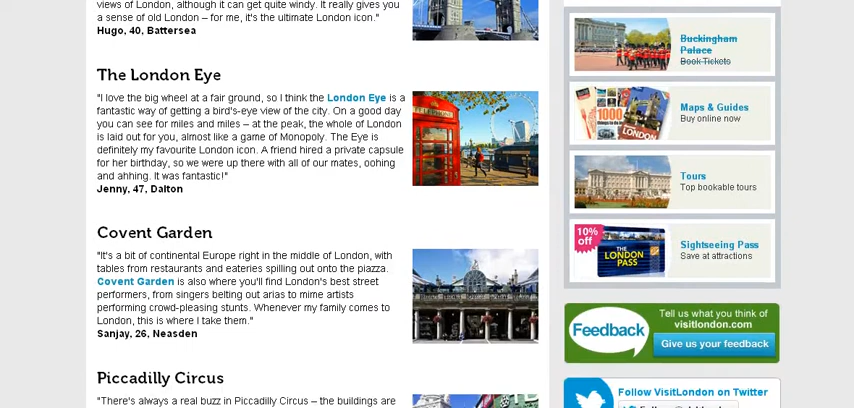 views of London, although it can get quite windy. It really gives you
a sense of old London – for me, it's the ultimate London icon."
Hugo, 40, Battersea
The London Eye
"I love the big wheel at a fair ground, so I think the London Eye is a
fantastic way of getting a bird's-eye view of the city. On a good day
you can see for miles and miles – at the peak, the whole of London
is laid out for you, almost like a game of Monopoly. The Eye is
definitely my favourite London icon. A friend hired a private capsule
for her birthday, so we were up there with all of our mates, oohing
and ahhing. It was fantastic!"
Jenny, 47, Dalton
Covent Garden
"It's a bit of continental Europe right in the middle of London, with
tables from restaurants and eateries spilling out onto the piazza.
Covent Garden is also where you'll find London's best street
performers, from singers belting out arias to mime artists
performing crowd-pleasing stunts. Whenever my family comes to
London, this is where I take them."
Sanjay, 26, Neasden
Piccadilly Circus
"There's always a real buzz in Piccadilly Circus – the buildings are
Buckingham
Palace
Book Tickets
1000
LONDON
Maps & Guides
Buy online now
Tours
Top bookable tours
10%
off
THE
LONDON
PASS
Sightseeing Pass
Save at attractions
Feedback
Tell us what you think of
visitlondon.com
Give us your feedback
Follow VisitLondon on Twitter